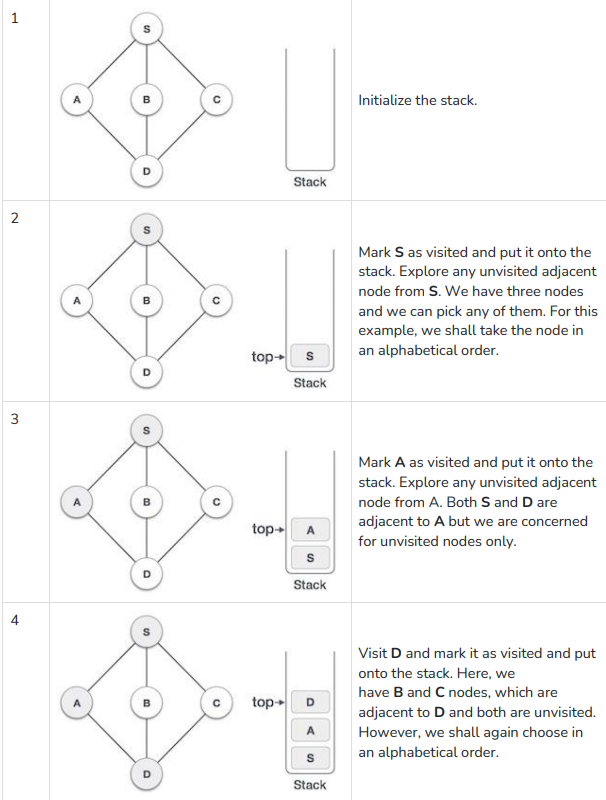 1
S
A
B
C
D
Stack
Initialize the stack.
2
S
A
B
C
D
top
S
Stack
Mark S as visited and put it onto the
stack. Explore any unvisited adjacent
node from S. We have three nodes
and we can pick any of them. For this
example, we shall take the node in
an alphabetical order.
3
S
A
B
C
D
top
A
S
Stack
Mark A as visited and put it onto the
stack. Explore any unvisited adjacent
node from A. Both S and D are
adjacent to A but we are concerned
for unvisited nodes only.
4
S
A
B
C
D
top
D
A
S
Stack
Visit D and mark it as visited and put
onto the stack. Here, we
have B and C nodes, which are
adjacent to D and both are unvisited.
However, we shall again choose in
an alphabetical order.